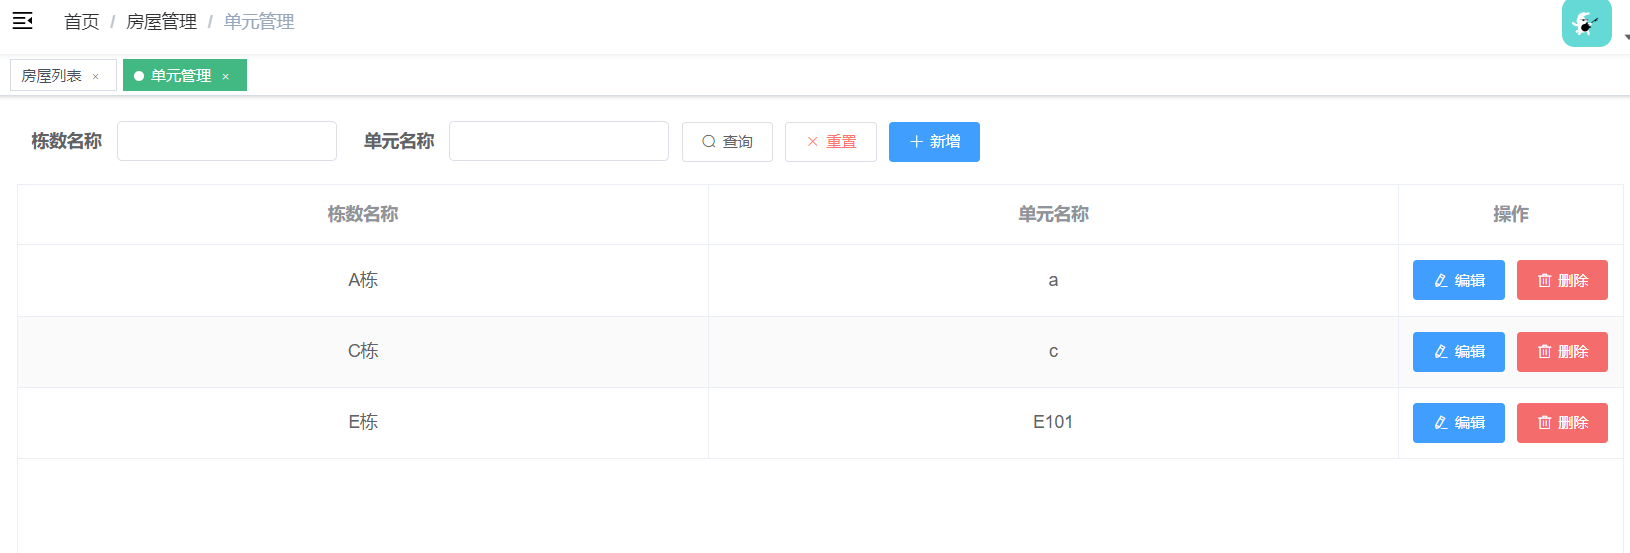 首页 / 房屋管理 / 单元管理
房屋列表 × 单元管理 ×
栋数名称 单元名称 查询 重置 新增
栋数名称 单元名称 操作
A栋 a 编辑 删除
C栋 c 编辑 删除
E栋 E101 编辑 删除